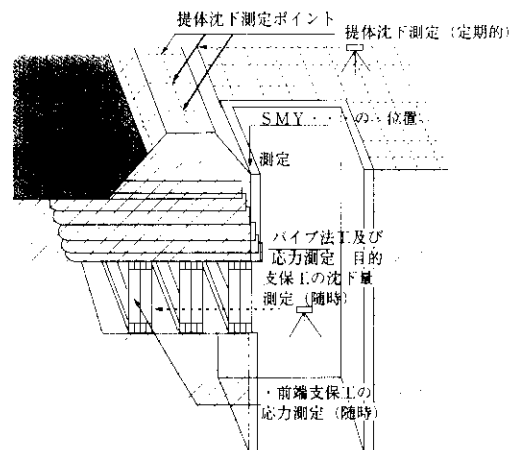 提体沈下測定ポイント
提体沈下測定 (定期的)
SMY・・・の 位置
測定
パイプ法工及び
応力測定 目的
支保工の沈下量
測定 (随時)
・前端支保工の
応力測定 (随時)